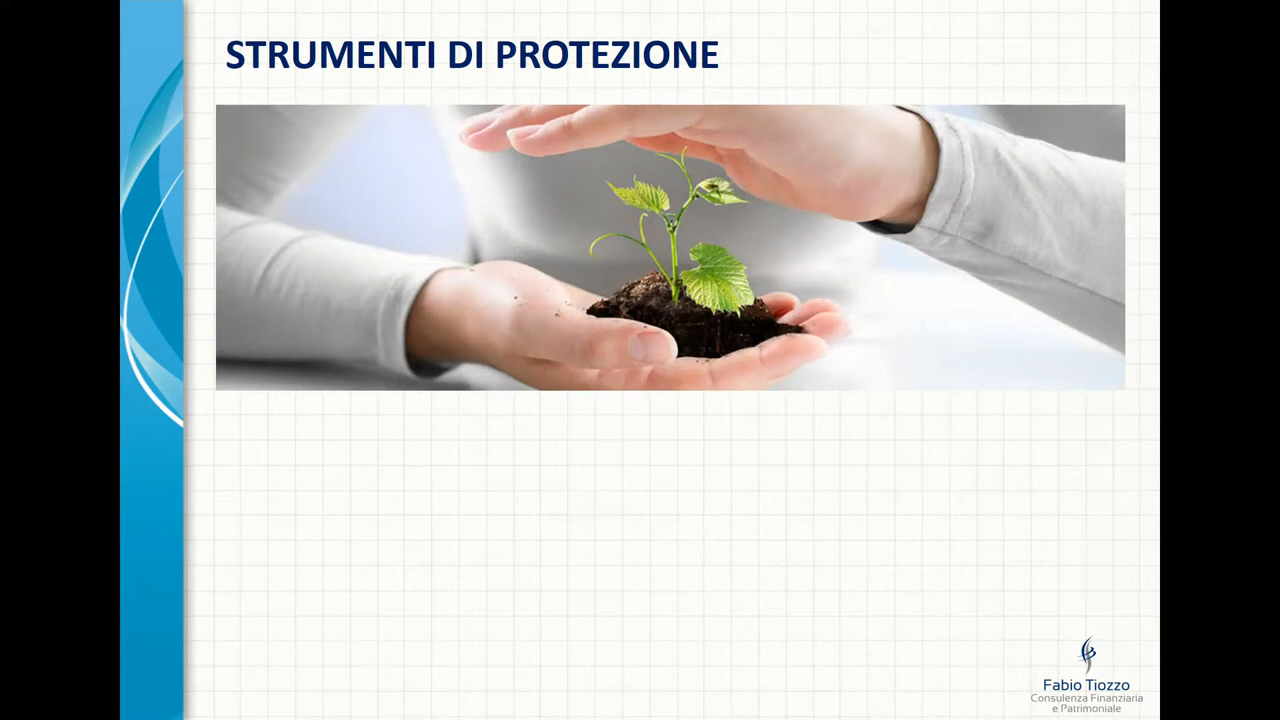 STRUMENTI DI PROTEZIONE
Fabio Tiozzo
Consulenza Finanziaria
e Patrimoniale